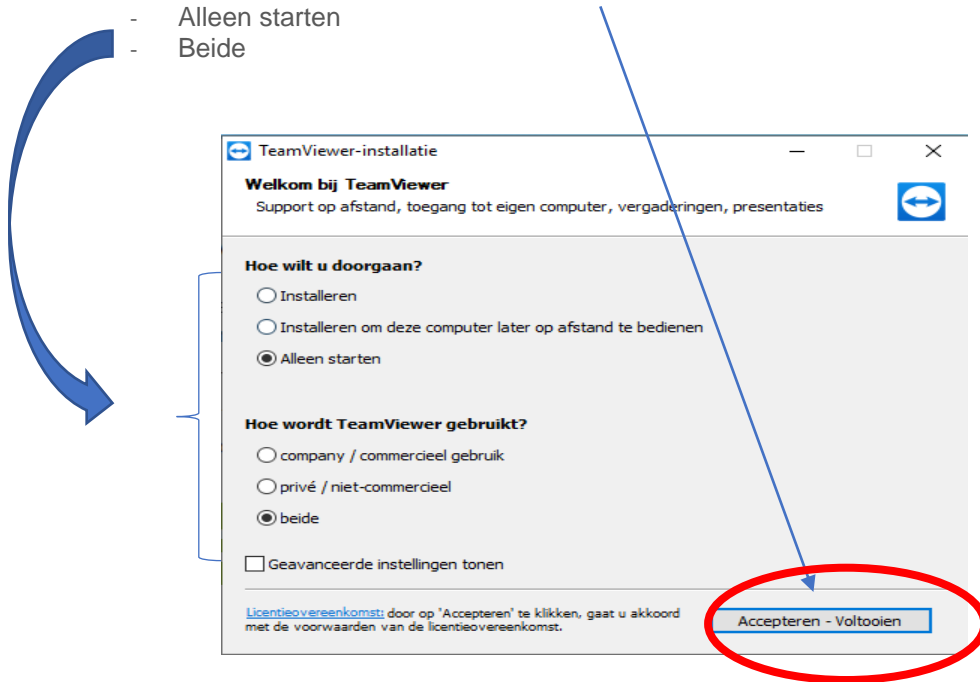 - Alleen starten
- Beide
TeamViewer-installatie
Welkom bij TeamViewer
Support op afstand, toegang tot eigen computer, vergaderingen, presentaties
Hoe wilt u doorgaan?
Installeren
Installeren om deze computer later op afstand te bedienen
Alleen starten
Hoe wordt TeamViewer gebruikt?
company / commercieel gebruik
privé / niet-commercieel
beide
Geavanceerde instellingen tonen
Licentieovereenkomst: door op 'Accepteren' te klikken, gaat u akkoord
met de voorwaarden van de licentieovereenkomst.
Accepteren - Voltooien